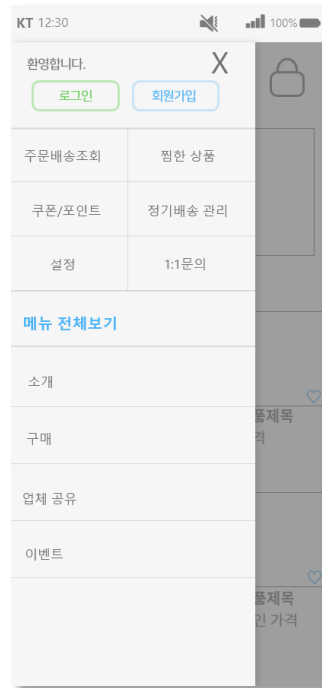 KT 12:30 100%
환영합니다. X
로그인 회원가입
주문배송조회 찜한 상품
쿠폰/포인트 정기배송 관리
설정 1:1문의
메뉴 전체보기
소개
구매
품제목
격
업체 공유
이벤트
품제목
인 가격